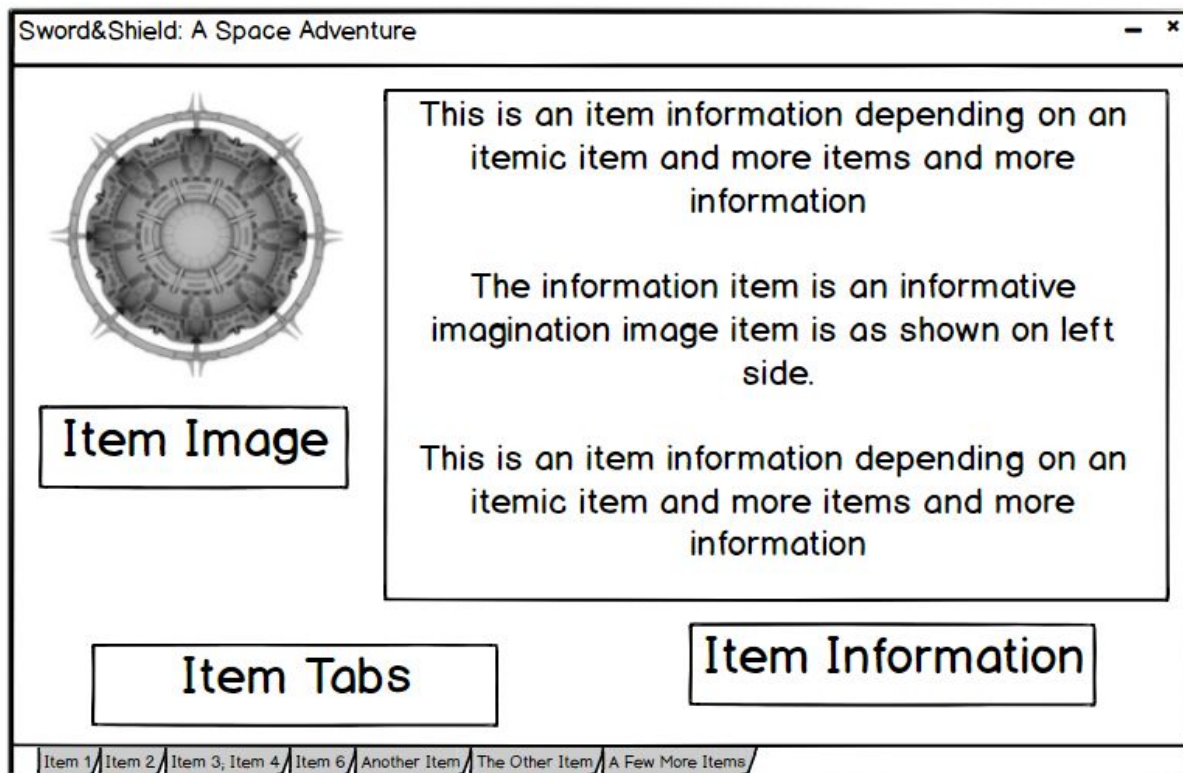 Sword&Shield: A Space Adventure
This is an item information depending on an
itemic item and more items and more
information
The information item is an informative
imagination image item is as shown on left
side.
This is an item information depending on an
itemic item and more items and more
information
Item Image
Item Information
Item Tabs
Item 1 Item 2 Item 3, Item 4 Item 6 Another Item The Other Item A Few More Items